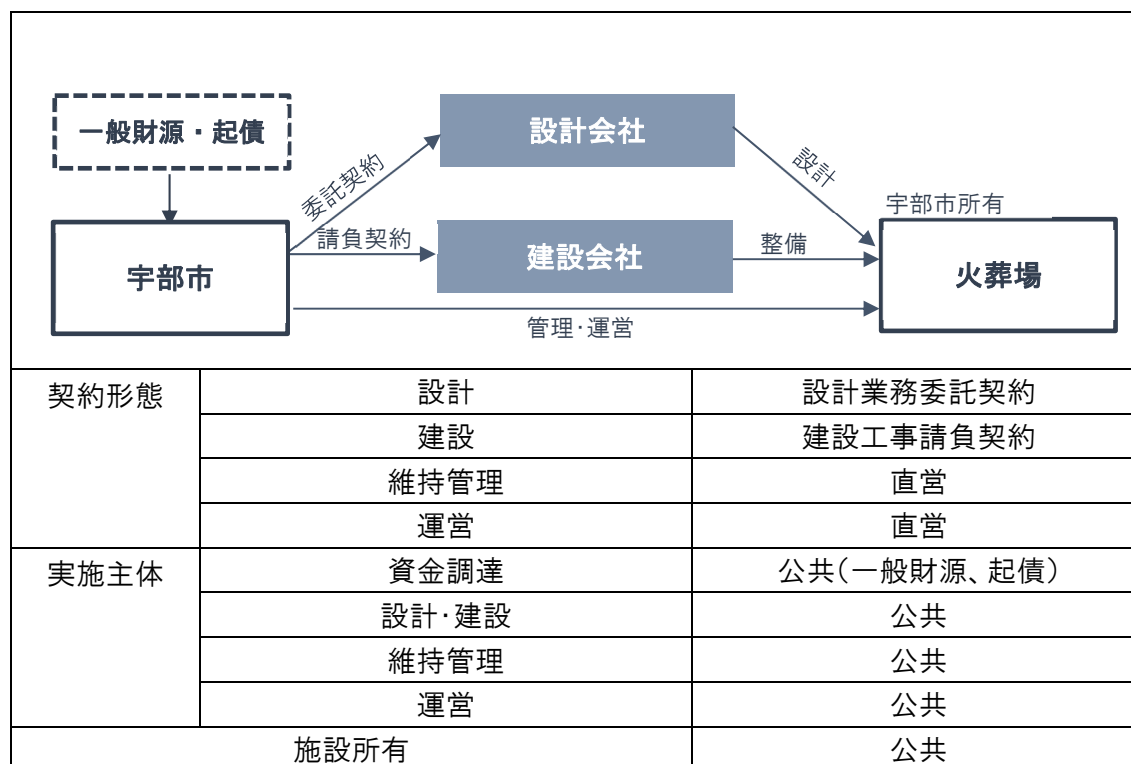 一般財源・起債
設計会社
委託契約
設計
宇部市所有
請負契約
宇部市
建設会社
整備
火葬場
管理・運営
契約形態 設計 設計業務委託契約
建設 建設工事請負契約
維持管理 直営
運営 直営
実施主体 資金調達 公共(一般財源、起債)
設計・建設 公共
維持管理 公共
運営 公共
施設所有 公共